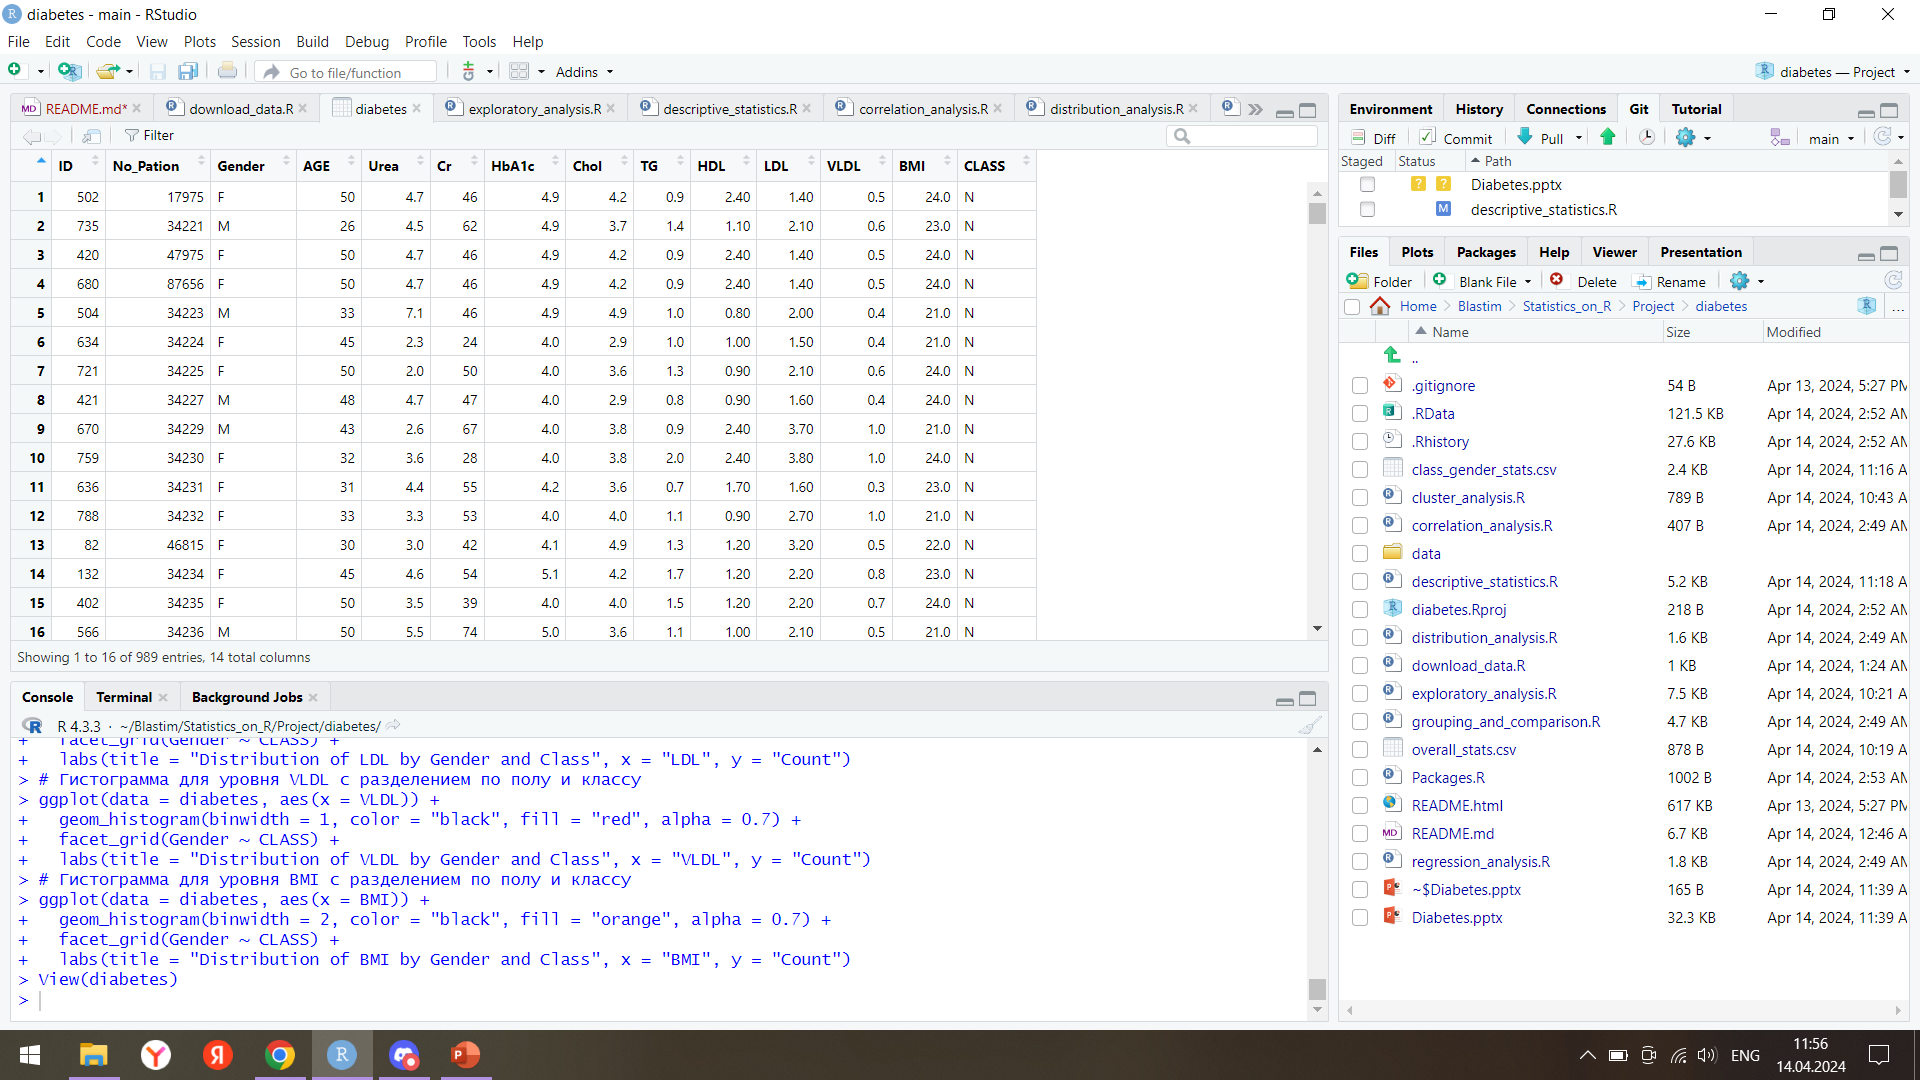 diabetes - main - RStudio
File Edit Code View Plots Session Build Debug Profile Tools Help
Go to file/function Addins diabetes — Project
README.md* download_data.R diabetes exploratory_analysis.R descriptive_statistics.R correlation_analysis.R distribution_analysis.R
Filter
ID No_Pation Gender AGE Urea Cr HbA1c Chol TG HDL LDL VLDL BMI CLASS
1 502 17975 F 50 4.7 46 4.9 4.2 0.9 2.40 1.40 0.5 24.0 N
2 735 34221 M 26 4.5 62 4.9 3.7 1.4 1.10 2.10 0.6 23.0 N
3 420 47975 F 50 4.7 46 4.9 4.2 0.9 2.40 1.40 0.5 24.0 N
4 680 87656 F 50 4.7 46 4.9 4.2 0.9 2.40 1.40 0.5 24.0 N
5 504 34223 M 33 7.1 46 4.9 4.9 1.0 0.80 2.00 0.4 21.0 N
6 634 34224 F 45 2.3 24 4.0 2.9 1.0 1.00 1.50 0.4 21.0 N
7 721 34225 F 50 2.0 50 4.0 3.6 1.3 0.90 2.10 0.6 24.0 N
8 421 34227 M 48 4.7 47 4.0 2.9 0.8 0.90 1.60 0.4 24.0 N
9 670 34229 M 43 2.6 67 4.0 3.8 0.9 2.40 3.70 1.0 21.0 N
10 759 34230 F 32 3.6 28 4.0 3.8 2.0 2.40 3.80 1.0 24.0 N
11 636 34231 F 31 4.4 55 4.2 3.6 0.7 1.70 1.60 0.3 23.0 N
12 788 34232 F 33 3.3 53 4.0 4.0 1.1 0.90 2.70 1.0 21.0 N
13 82 46815 F 30 3.0 42 4.1 4.9 1.3 1.20 3.20 0.5 22.0 N
14 132 34234 F 45 4.6 54 5.1 4.2 1.7 1.20 2.20 0.8 23.0 N
15 402 34235 F 50 3.5 39 4.0 4.0 1.5 1.20 2.20 0.7 24.0 N
16 566 34236 M 50 5.5 74 5.0 3.6 1.1 1.00 2.10 0.5 21.0 N
Showing 1 to 16 of 989 entries, 14 total columns
Console Terminal Background Jobs
R 4.3.3 · ~/Blastim/Statistics_on_R/Project/diabetes/
+   facet_grid(Gender ~ CLASS) +
+   labs(title = "Distribution of LDL by Gender and Class", x = "LDL", y = "Count")
> # Гистограмма для уровня VLDL с разделением по полу и классу
> ggplot(data = diabetes, aes(x = VLDL)) +
+   geom_histogram(binwidth = 1, color = "black", fill = "red", alpha = 0.7) +
+   facet_grid(Gender ~ CLASS) +
+   labs(title = "Distribution of VLDL by Gender and Class", x = "VLDL", y = "Count")
> # Гистограмма для уровня BMI с разделением по полу и классу
> ggplot(data = diabetes, aes(x = BMI)) +
+   geom_histogram(binwidth = 2, color = "black", fill = "orange", alpha = 0.7) +
+   facet_grid(Gender ~ CLASS) +
+   labs(title = "Distribution of BMI by Gender and Class", x = "BMI", y = "Count")
> View(diabetes)
>
Environment History Connections Git Tutorial
Diff Commit Pull main
Staged Status Path
? ? Diabetes.pptx
M descriptive_statistics.R
Files Plots Packages Help Viewer Presentation
Folder Blank File Delete Rename
Home Blastim Statistics_on_R Project diabetes ...
Name Size Modified
..
.gitignore 54 B Apr 13, 2024, 5:27 PM
.RData 121.5 KB Apr 14, 2024, 2:52 AM
.Rhistory 27.6 KB Apr 14, 2024, 2:52 AM
class_gender_stats.csv 2.4 KB Apr 14, 2024, 11:16 A
cluster_analysis.R 789 B Apr 14, 2024, 10:43 A
correlation_analysis.R 407 B Apr 14, 2024, 2:49 AM
data
descriptive_statistics.R 5.2 KB Apr 14, 2024, 11:18 A
diabetes.Rproj 218 B Apr 14, 2024, 2:52 AM
distribution_analysis.R 1.6 KB Apr 14, 2024, 2:49 AM
download_data.R 1 KB Apr 14, 2024, 1:24 AM
exploratory_analysis.R 7.5 KB Apr 14, 2024, 10:21 A
grouping_and_comparison.R 4.7 KB Apr 14, 2024, 2:49 AM
overall_stats.csv 878 B Apr 14, 2024, 10:19 A
Packages.R 1002 B Apr 14, 2024, 2:53 AM
README.html 617 KB Apr 13, 2024, 5:27 PM
README.md 6.7 KB Apr 14, 2024, 12:46 A
regression_analysis.R 1.8 KB Apr 14, 2024, 2:49 AM
~$Diabetes.pptx 165 B Apr 14, 2024, 11:39 A
Diabetes.pptx 32.3 KB Apr 14, 2024, 11:39 A
ENG
11:56
14.04.2024